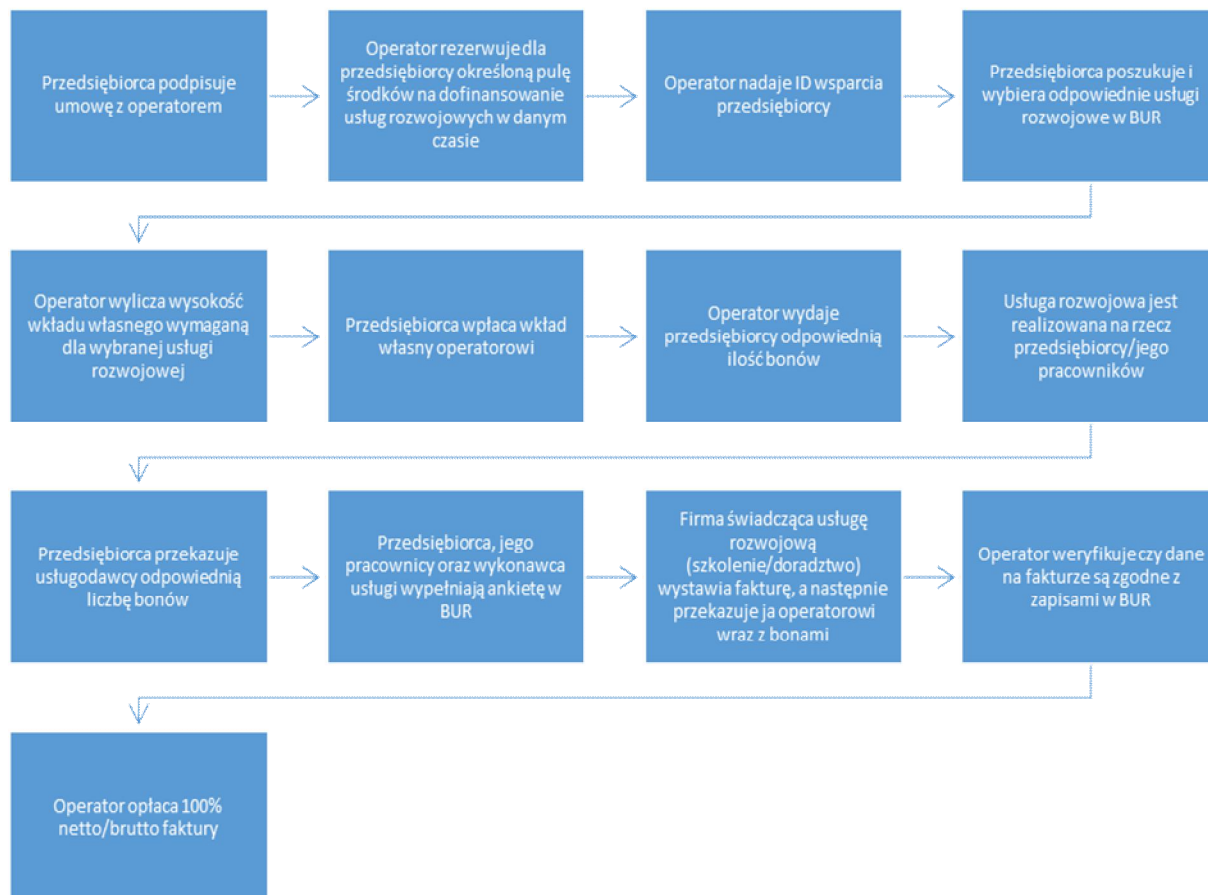 Przedsiębiorca podpisuje
umowę z operatorem
Operator rezerwuje dla
przedsiębiorcy określoną pulę
środków na dofinansowanie
usług rozwojowych w danym
czasie
Operator nadaje ID wsparcia
przedsiębiorcy
Przedsiębiorca poszukuje i
wybiera odpowiednie usługi
rozwojowe w BUR
Operator wylicza wysokość
wkładu własnego wymaganą
dla wybranej usługi
rozwojowej
Przedsiębiorca wpłaca wkład
własny operatorowi
Operator wydaje
przedsiębiorcy odpowiednią
ilość bonów
Usługa rozwojowa jest
realizowana na rzecz
przedsiębiorcy/jego
pracowników
Przedsiębiorca przekazuje
usługodawcy odpowiednią
liczbę bonów
Przedsiębiorca, jego
pracownicy oraz wykonawca
usługi wypełniają ankietę w
BUR
Firma świadcząca usługę
rozwojową
(szkolenie/doradztwo)
wystawia fakturę, a następnie
przekazuje ja operatorowi
wraz z bonami
Operator weryfikuje czy dane
na fakturze są zgodne z
zapisami w BUR
Operator opłaca 100%
netto/brutto faktury